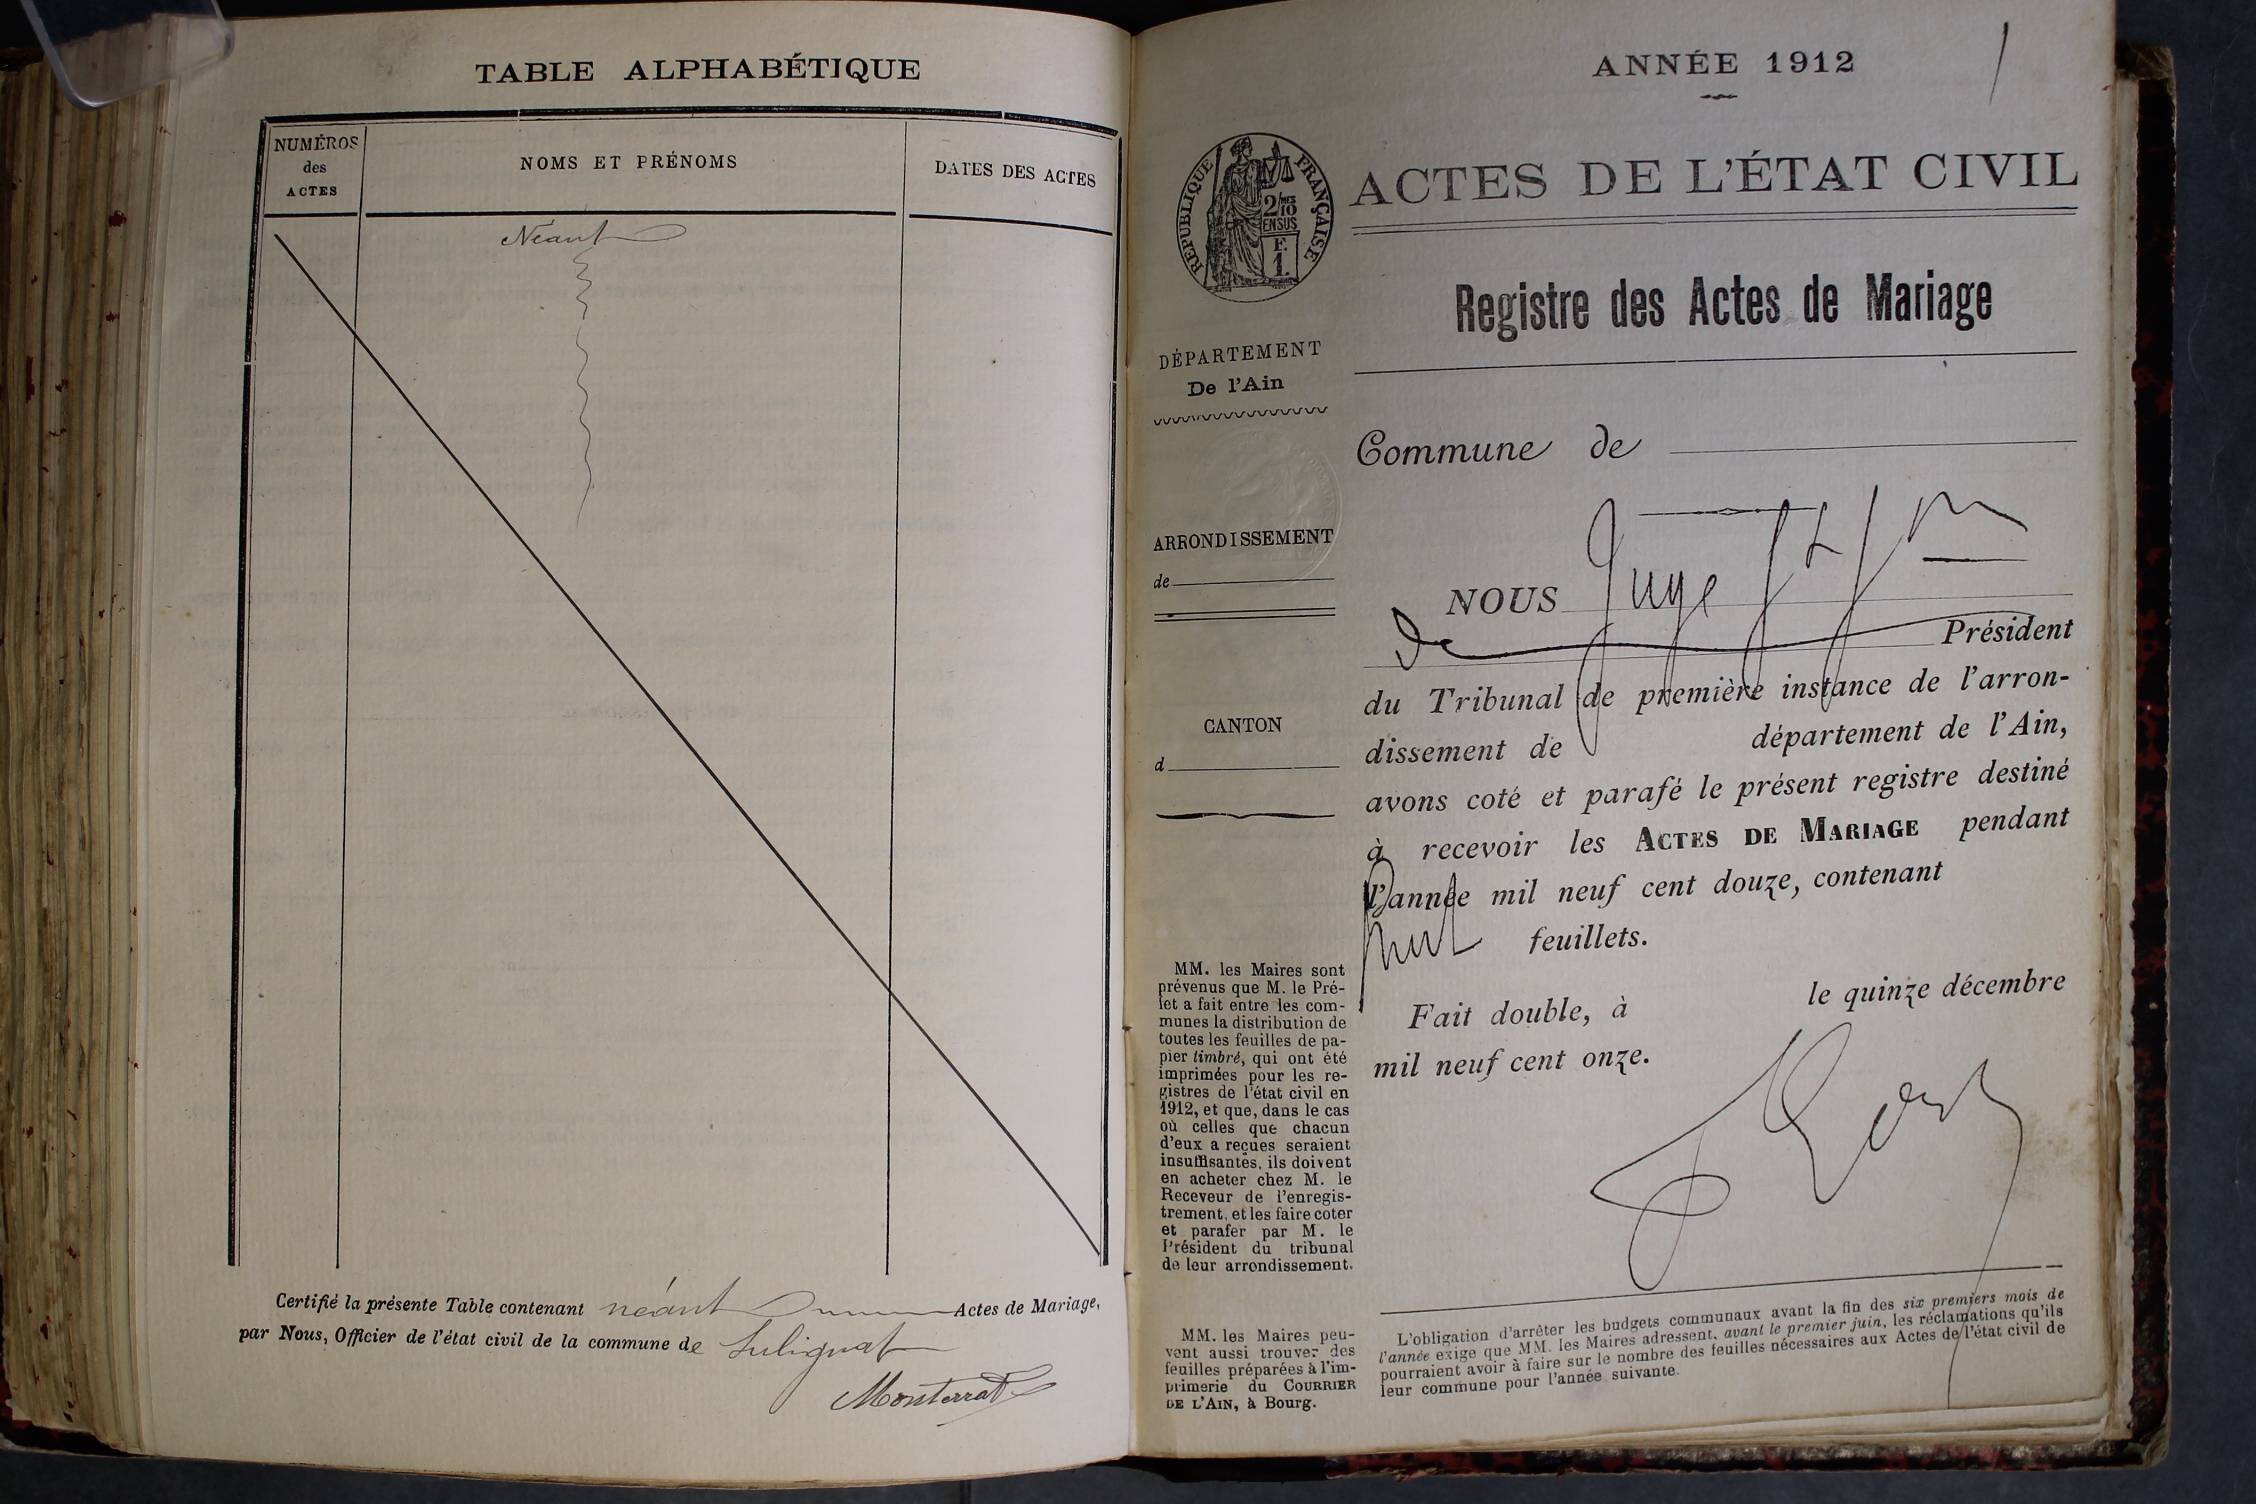 TABLE ALPHABÉTIQUE
NUMÉROS
des
ACTES
NOMS ET PRÉNOMS
DATES DES ACTES
Néant
Certifié la présente Table contenant néant Actes de Mariage,
par Nous, Officier de l'état civil de la commune de Sulignat
Monterrat
1
ANNÉE 1912
RÉPUBLIQUE FRANÇAISE
2/10
EN SUS
F.
1.
ACTES DE L'ÉTAT CIVIL
Registre des Actes de Mariage
DÉPARTEMENT
De l'Ain
ARRONDISSEMENT
de
CANTON
d
MM. les Maires sont
prévenus que M. le Pré-
fet a fait entre les com-
munes la distribution de
toutes les feuilles de pa-
pier timbré, qui ont été
imprimées pour les re-
gistres de l'état civil en
1912, et que, dans le cas
où celles que chacun
d'eux a reçues seraient
insuffisantes, ils doivent
en acheter chez M. le
Receveur de l'enregis-
trement, et les faire coter
et parafer par M. le
Président du tribunal
de leur arrondissement.
MM. les Maires peu-
vent aussi trouver des
feuilles préparées à l'im-
primerie du COURRIER
DE L'AIN, à Bourg.
Commune de
NOUS Juge
de Président
du Tribunal de première instance de l'arron-
dissement de département de l'Ain,
avons coté et parafé le présent registre destiné
à recevoir les ACTES DE MARIAGE pendant
l'année mil neuf cent douze, contenant
huit feuillets.
Fait double, à le quinze décembre
mil neuf cent onze.
L'obligation d'arrêter les budgets communaux avant la fin des six premiers mois de
l'année exige que MM. les Maires adressent, avant le premier juin, les réclamations qu'ils
pourraient avoir à faire sur le nombre des feuilles nécessaires aux Actes de l'état civil de
leur commune pour l'année suivante.